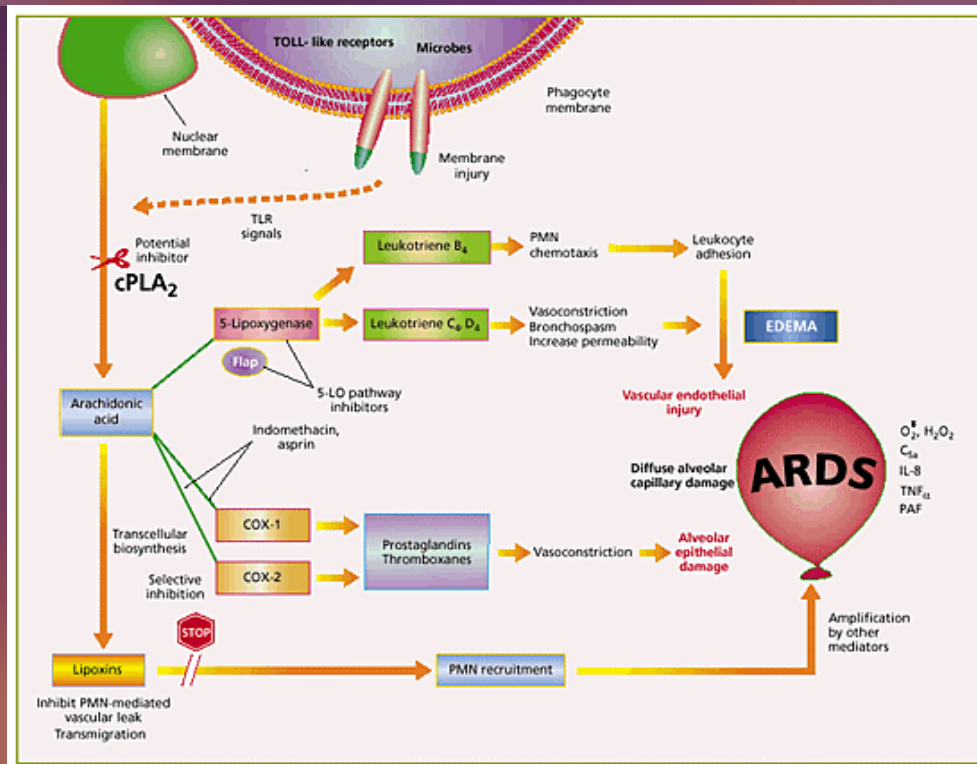 TOLL- like receptors
Microbes
Phagocyte
membrane
Nuclear
membrane
Membrane
injury
TLR
signals
Potential
inhibitor
cPLA2
Leukotriene B4
PMN
chemotaxis
Leukocyte
adhesion
5-Lipoxygenase
Leukotriene C4, D4
Vasoconstriction
Bronchospasm
Increase permeability
EDEMA
Flap
5-LO pathway
inhibitors
Vascular endothelial
injury
Arachidonic
acid
Indomethacin,
asprin
Diffuse alveolar
capillary damage
ARDS
O2, H2O2
C5a
IL-8
TNFα
PAF
Transcellular
biosynthesis
COX-1
Prostaglandins
Thromboxanes
Vasoconstriction
Alveolar
epithelial
damage
Selective
inhibition
COX-2
STOP
Amplification
by other
mediators
Lipoxins
PMN recruitment
Inhibit PMN-mediated
vascular leak
Transmigration